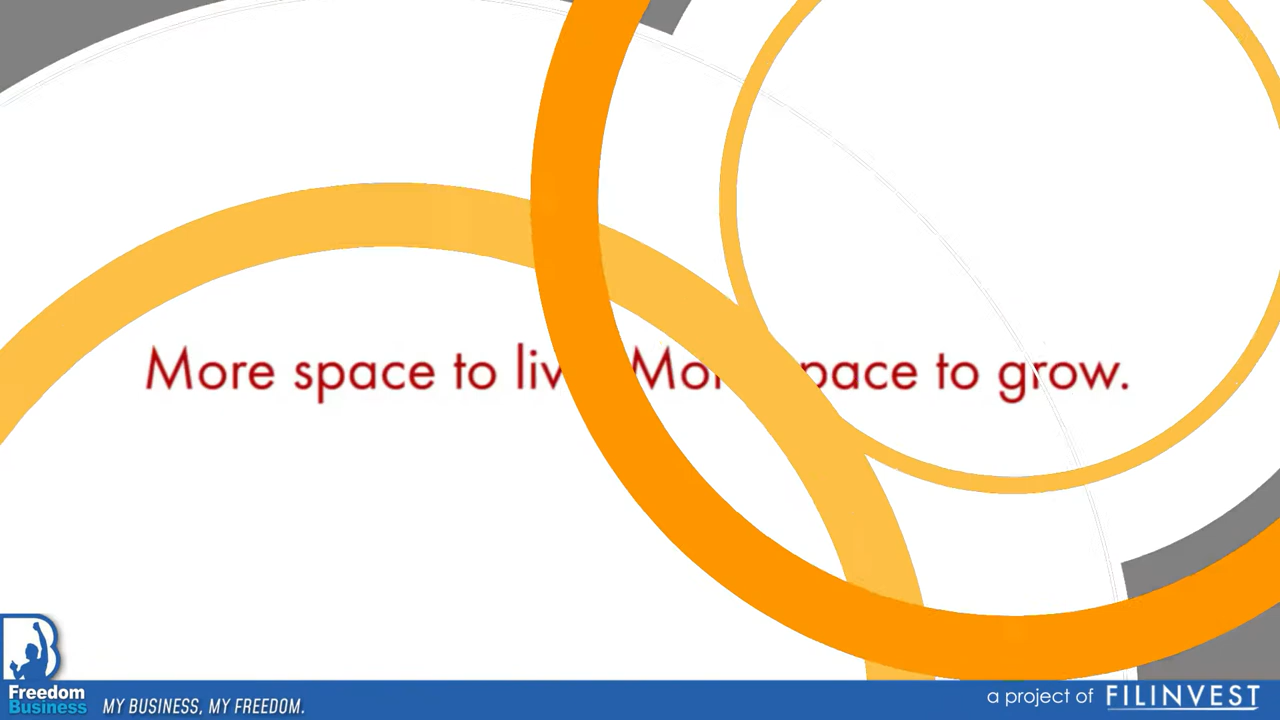 More space to liv Mor pace to grow.
Freedom
Business
MY BUSINESS, MY FREEDOM.
a project of FILINVEST